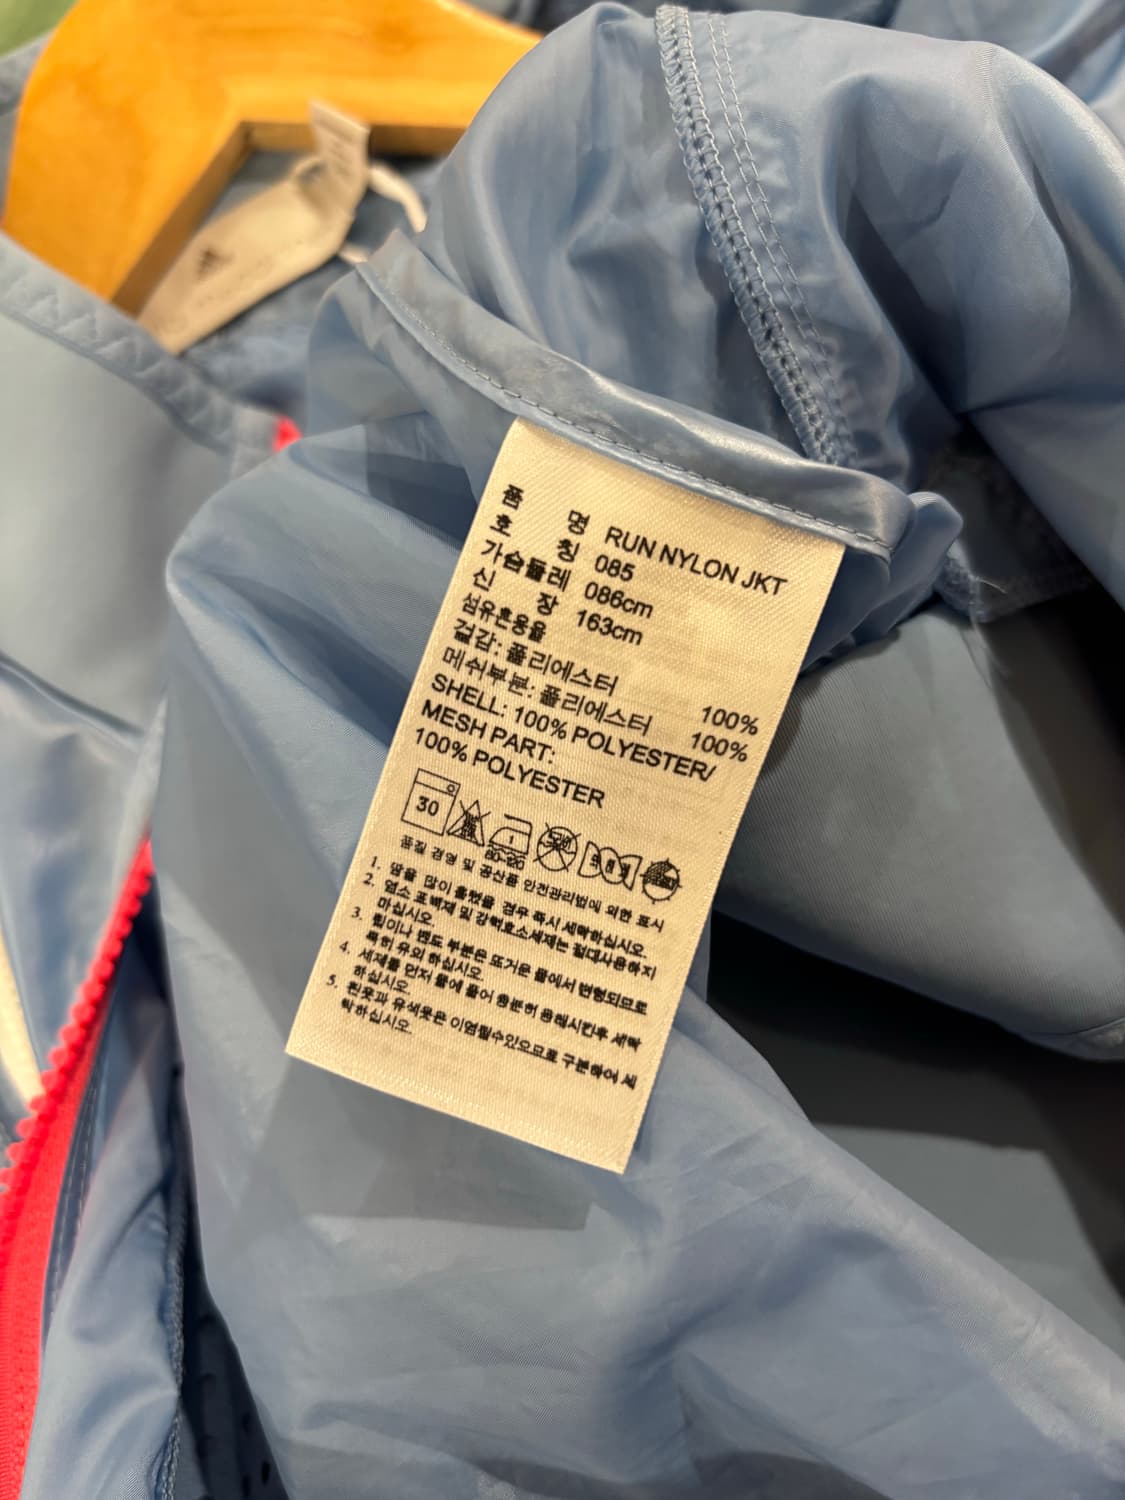 품 명 RUN NYLON JKT
호 칭 085
가슴둘레 086cm
신 장 163cm
섬유혼용율
겉감: 폴리에스터 100%
메쉬부분: 폴리에스터 100%
SHELL: 100% POLYESTER/
MESH PART:
100% POLYESTER
30
1
80~120
품질 경영 및 공산품 안전관리법에 의한 표시
1. 땀을 많이 흘렸을 경우 즉시 세탁하십시오.
2. 염소 표백제 및 강력효소세제는 절대사용하지
마십시오.
3. 힙이나 밴드 부분은 뜨거운 물에서 변형되므로
특히 유의 하십시오.
4. 세제를 먼저 물에 풀어 충분히 용해시킨후 세탁
하십시오.
5. 흰옷과 유색옷은 이염될수있으므로 구분하여 세
탁하십시오.